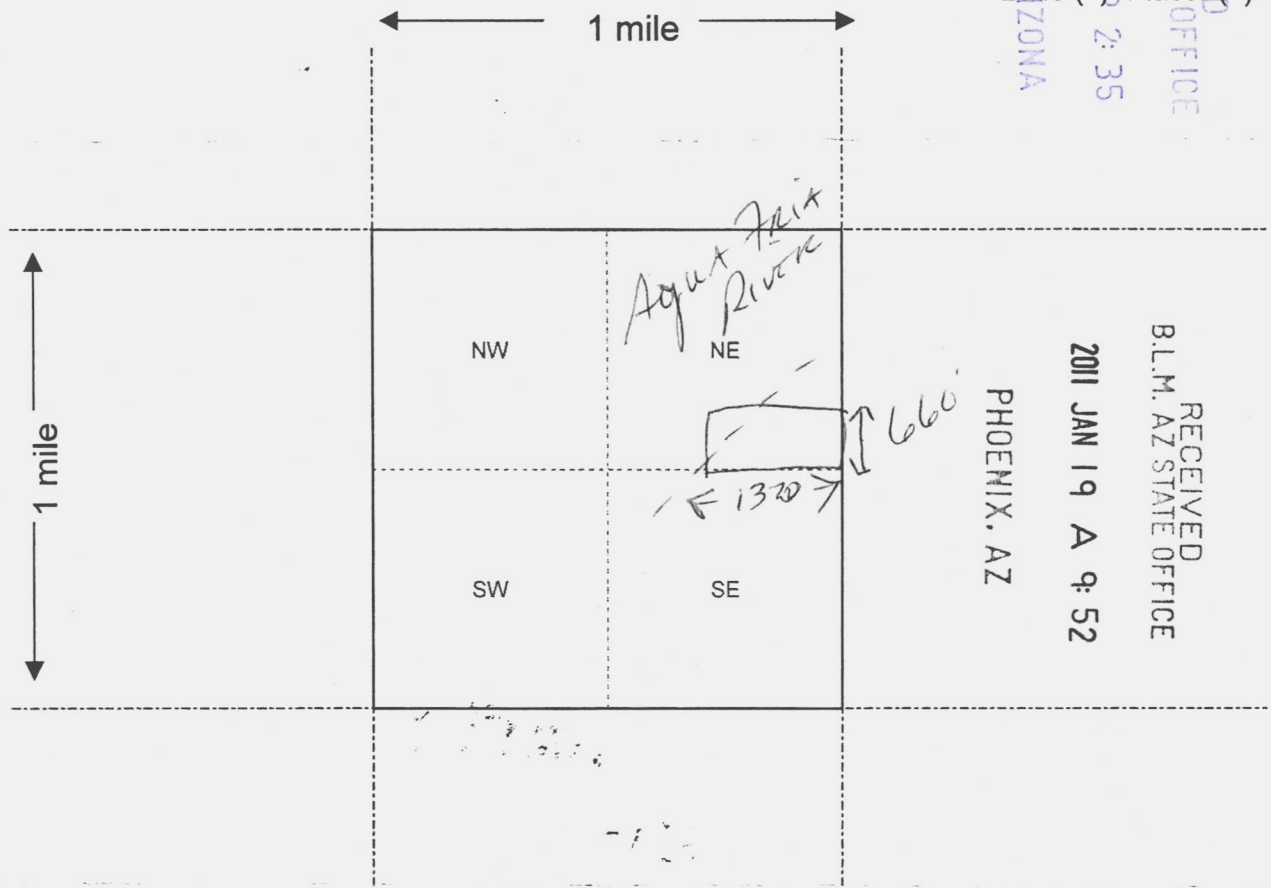 1 mile
OFFICE
2: 35
ZONA
Agua Fria
River
NW
NE
1 mile
660'
1320
SW
SE
RECEIVED
B.L.M. AZ STATE OFFICE
2011 JAN 19 A 9: 52
PHOENIX, AZ